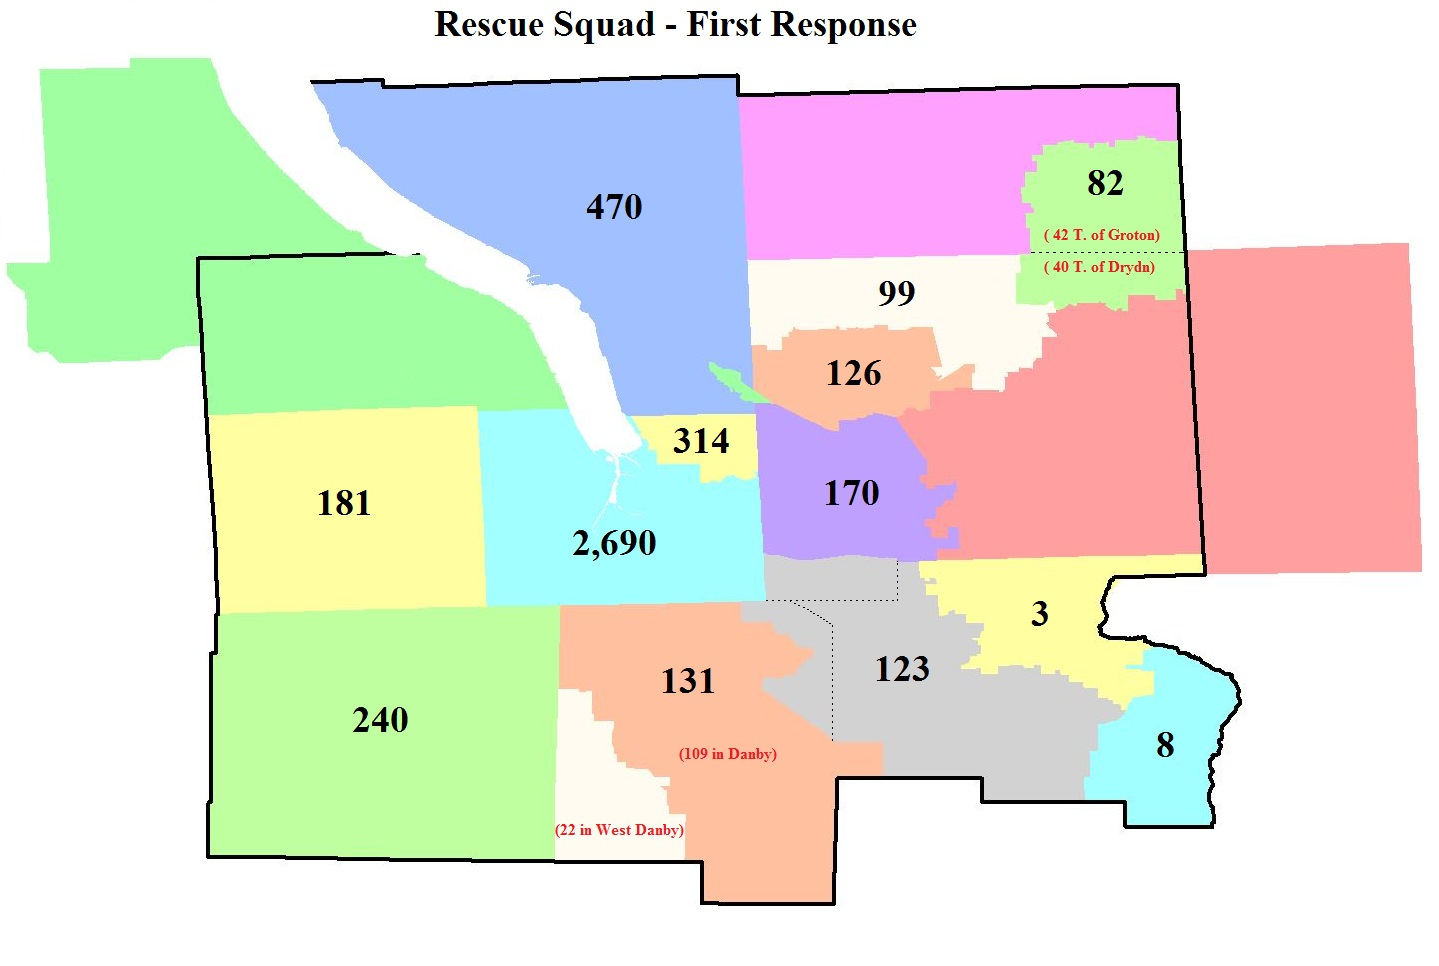 Rescue Squad - First Response
82
470
( 42 T. of Groton)
( 40 T. of Drydn)
99
126
314
170
181
2,690
3
123
131
240
8
(109 in Danby)
(22 in West Danby)